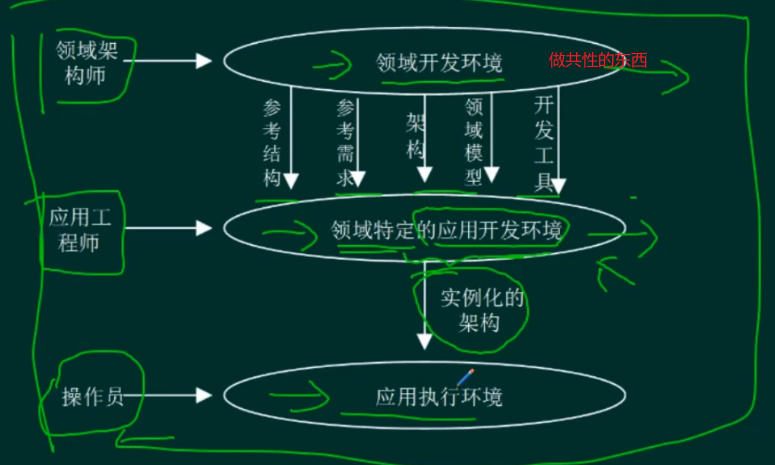 领域架
构师
领域开发环境
做共性的东西
参考结构
参考需求
架构
领域模型
开发工具
应用工
程师
领域特定的应用开发环境
实例化的
架构
操作员
应用执行环境